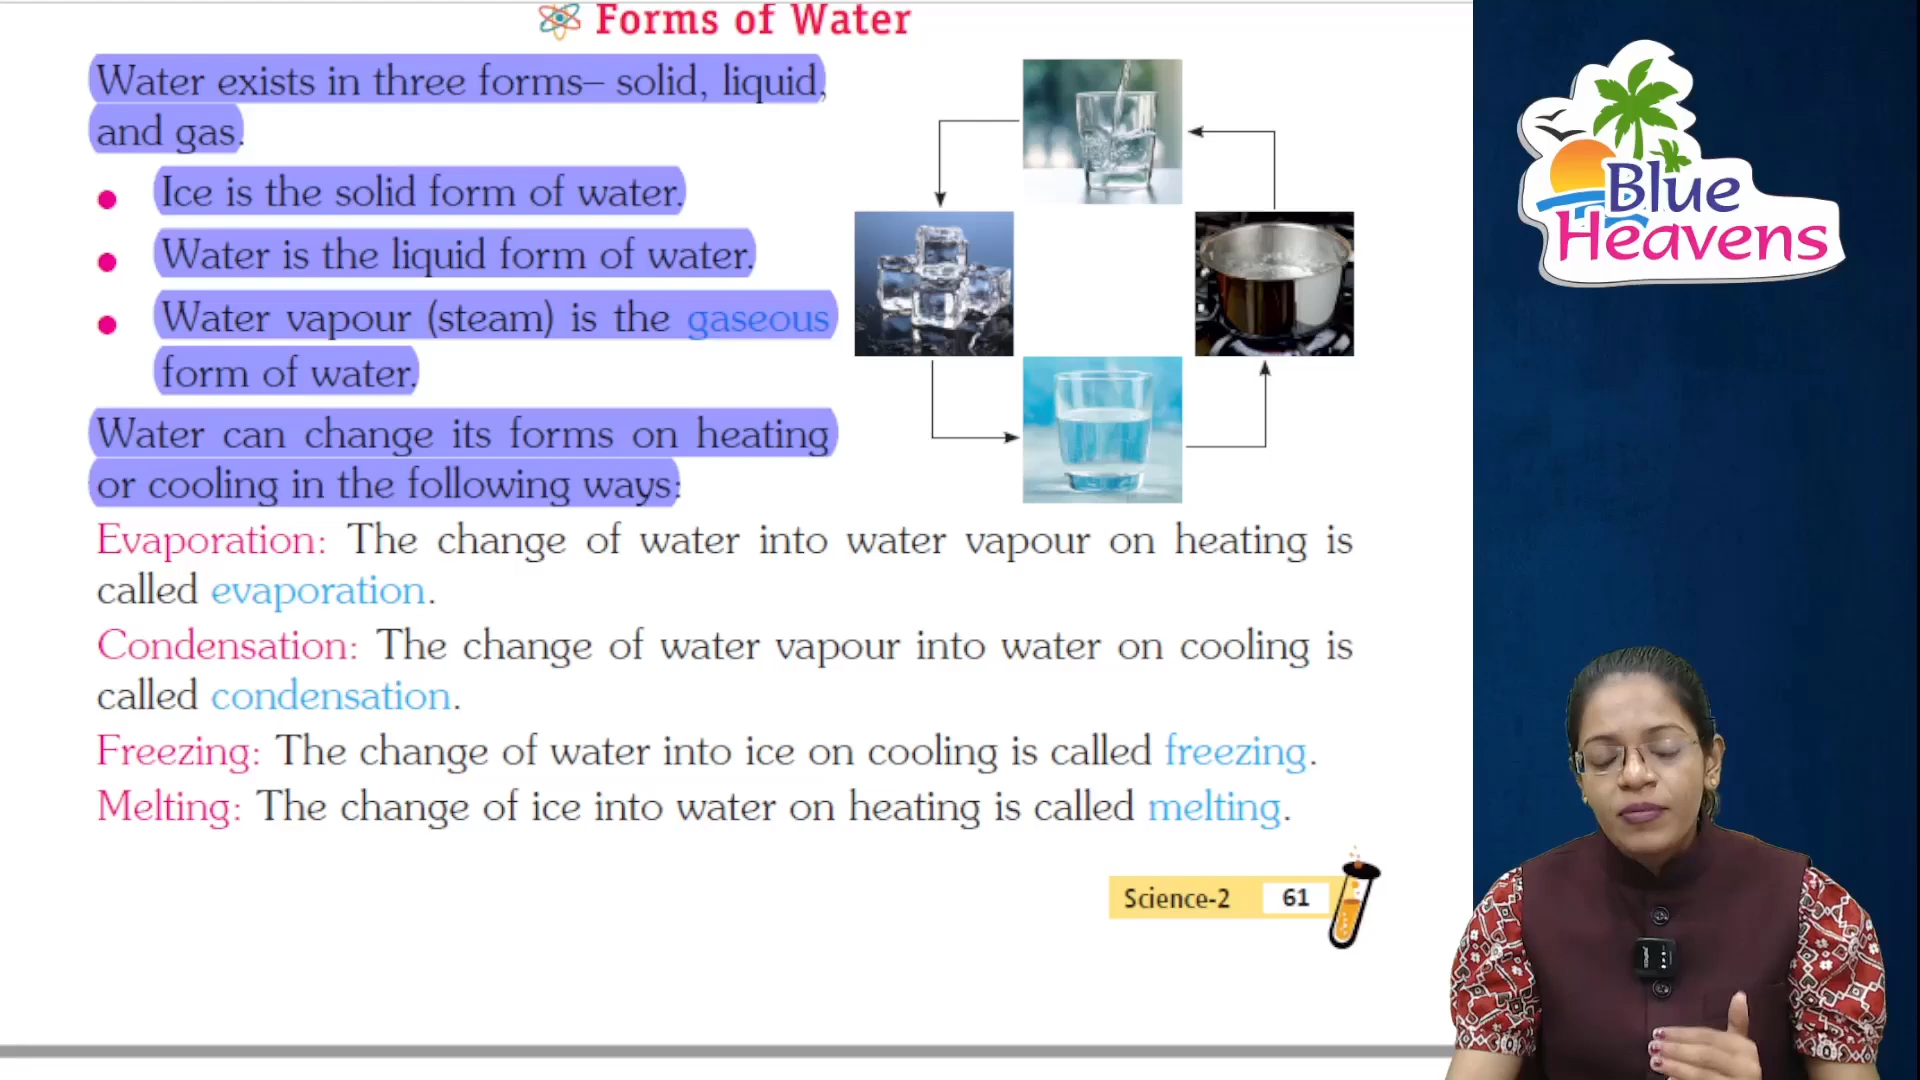 Forms of Water
Water exists in three forms– solid, liquid,
and gas.
• Ice is the solid form of water.
• Water is the liquid form of water.
• Water vapour (steam) is the gaseous
form of water.
Water can change its forms on heating
or cooling in the following ways:
Evaporation: The change of water into water vapour on heating is
called evaporation.
Condensation: The change of water vapour into water on cooling is
called condensation.
Freezing: The change of water into ice on cooling is called freezing.
Melting: The change of ice into water on heating is called melting.
Science-2 61
Blue
Heavens